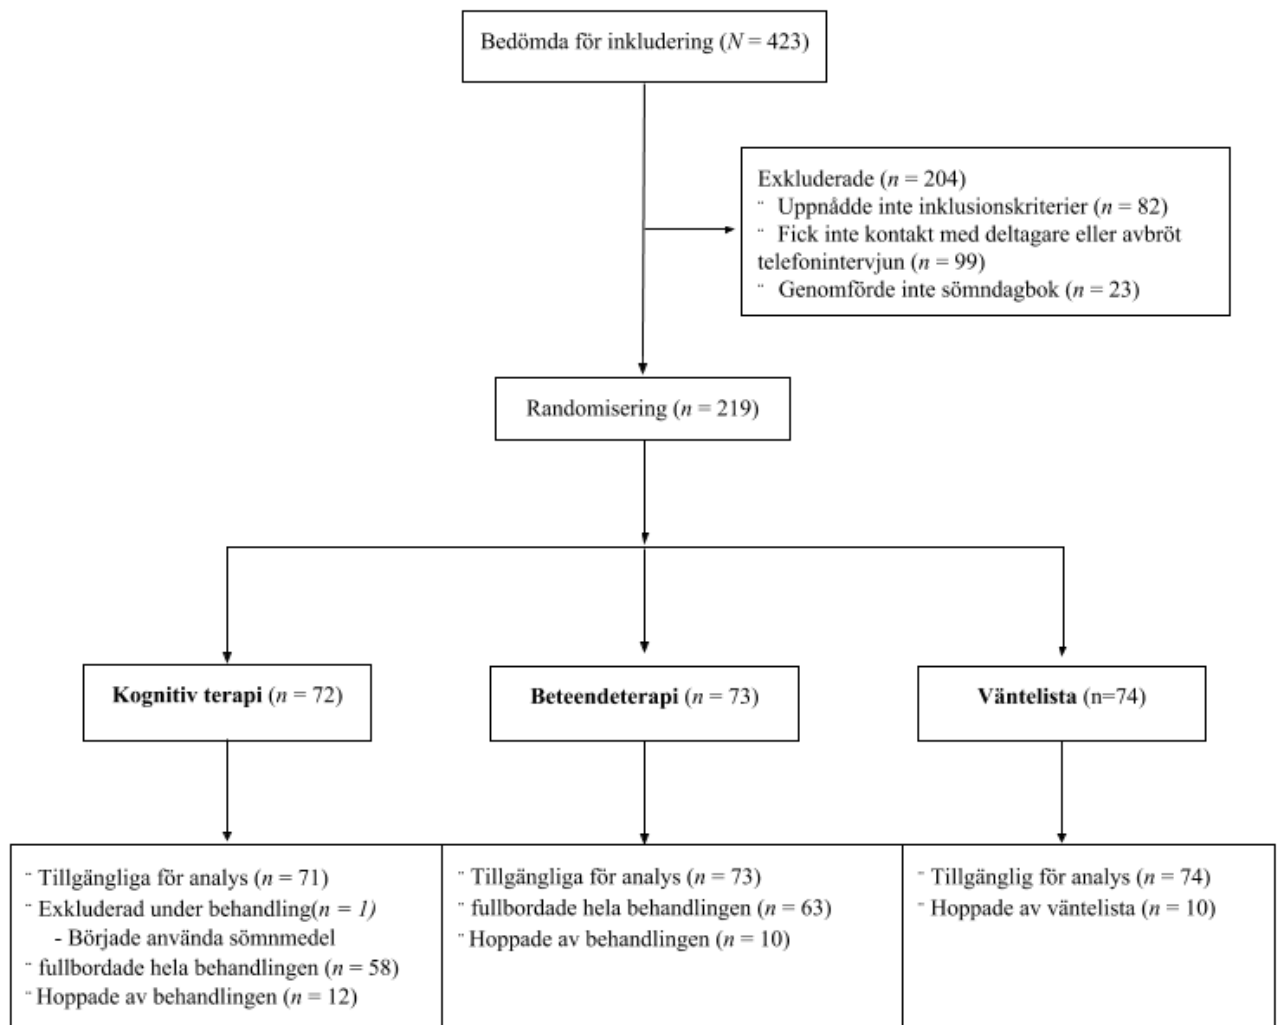 Bedömda för inkludering (N = 423)
Exkluderade (n = 204)
¨ Uppnådde inte inklusionskriterier (n = 82)
¨ Fick inte kontakt med deltagare eller avbröt
telefonintervjun (n = 99)
¨ Genomförde inte sömndagbok (n = 23)
Randomisering (n = 219)
Kognitiv terapi (n = 72)
Beteendeterapi (n = 73)
Väntelista (n=74)
¨ Tillgängliga för analys (n = 71)
¨ Exkluderad under behandling(n = 1)
- Började använda sömnmedel
¨ fullbordade hela behandlingen (n = 58)
¨ Hoppade av behandlingen (n = 12)
¨ Tillgängliga för analys (n = 73)
¨ fullbordade hela behandlingen (n = 63)
¨ Hoppade av behandlingen (n = 10)
¨ Tillgänglig för analys (n = 74)
¨ Hoppade av väntelista (n = 10)